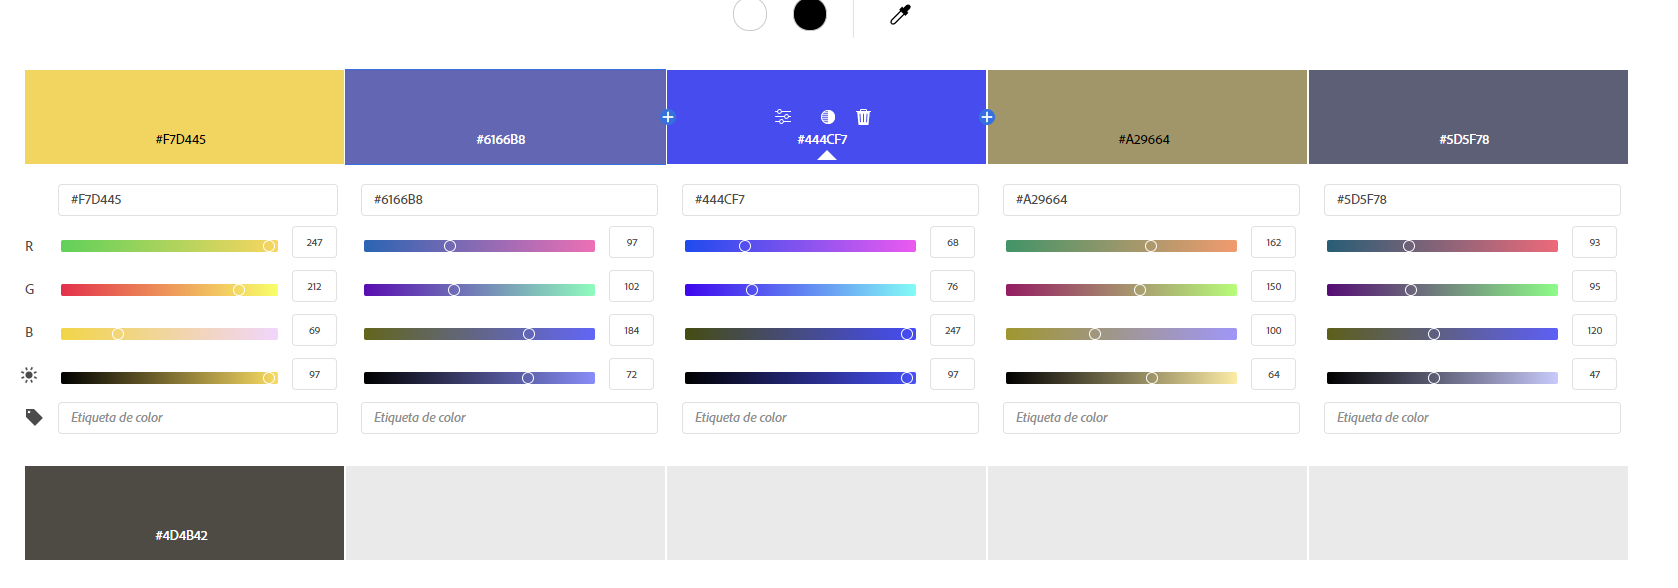 #F7D445 #6166B8 #444CF7 #A29664 #5D5F78
#F7D445 #6166B8 #444CF7 #A29664 #5D5F78
R 247 97 68 162 93
G 212 102 76 150 95
B 69 184 247 100 120
97 72 97 64 47
Etiqueta de color Etiqueta de color Etiqueta de color Etiqueta de color Etiqueta de color
#4D4B42